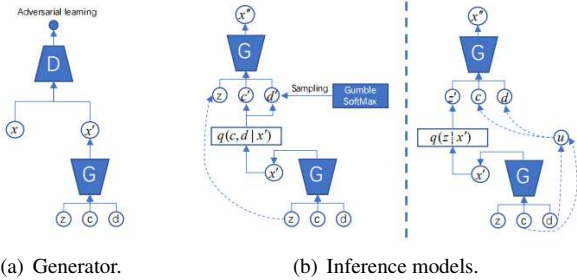 Adversarial learning
D
x
x'
G
z
c
d
(a) Generator.
x''
G
z
c'
d'
Sampling
Gumble
SoftMax
q(c, d | x')
x'
G
z
c
d
x''
G
z'
c
d
q(z | x')
u
x'
G
z
c
d
(b) Inference models.